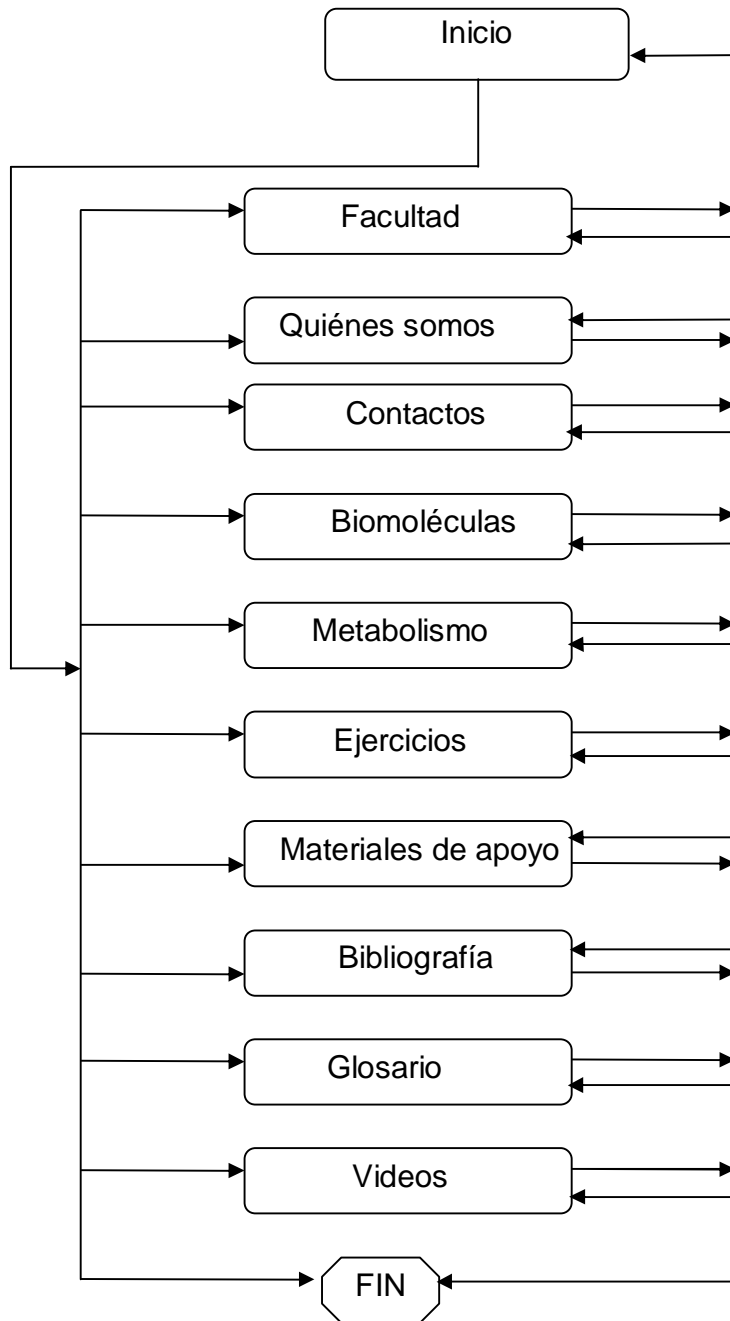 Inicio
Facultad
Quiénes somos
Contactos
Biomoléculas
Metabolismo
Ejercicios
Materiales de apoyo
Bibliografía
Glosario
Videos
FIN